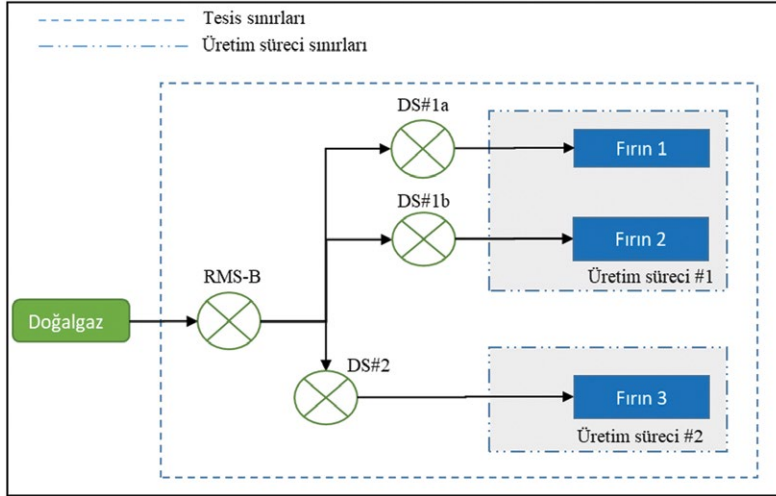 Tesis sınırları
Üretim süreci sınırları
DS#1a
Fırın 1
DS#1b
Fırın 2
Üretim süreci #1
RMS-B
Doğalgaz
DS#2
Fırın 3
Üretim süreci #2